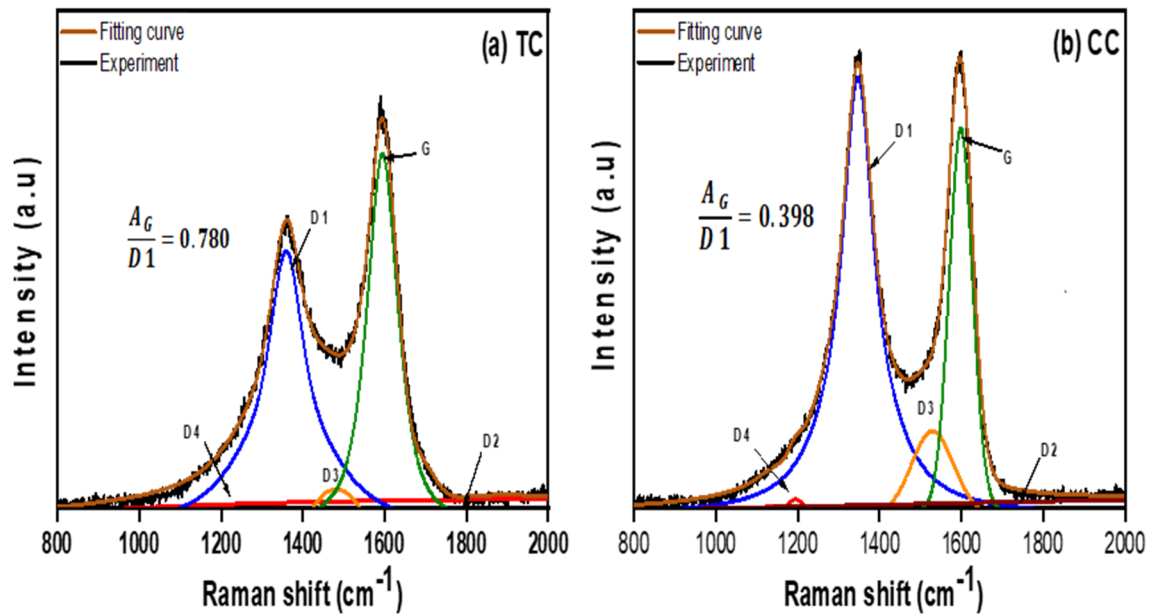 Fitting curve
Experiment
(a) TC
G
D1
A_G
D1
= 0.780
D4
D3
D2
800 1000 1200 1400 1600 1800 2000
Raman shift (cm⁻¹)
Intensity (a.u)
Fitting curve
Experiment
(b) CC
D1
G
A_G
D1
= 0.398
D3
D4
D2
800 1000 1200 1400 1600 1800 2000
Raman shift (cm⁻¹)
Intensity (a.u)